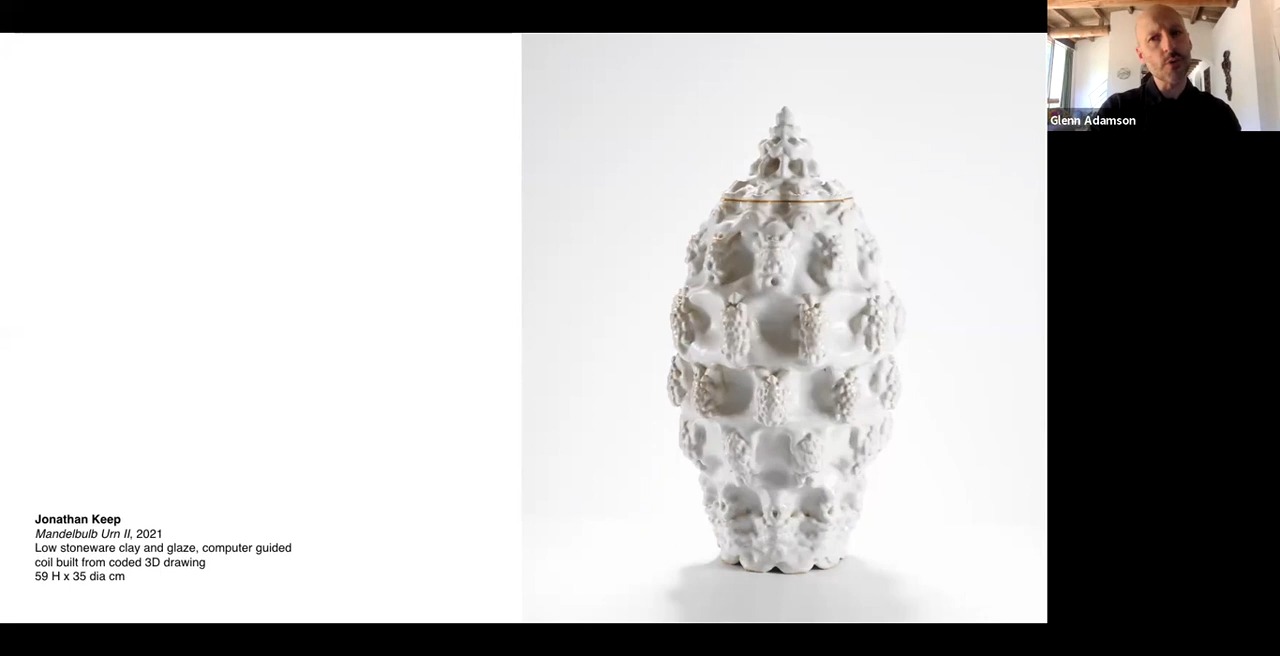 Glenn Adamson
Jonathan Keep
Mandelbulb Urn II, 2021
Low stoneware clay and glaze, computer guided
coil built from coded 3D drawing
59 H x 35 dia cm